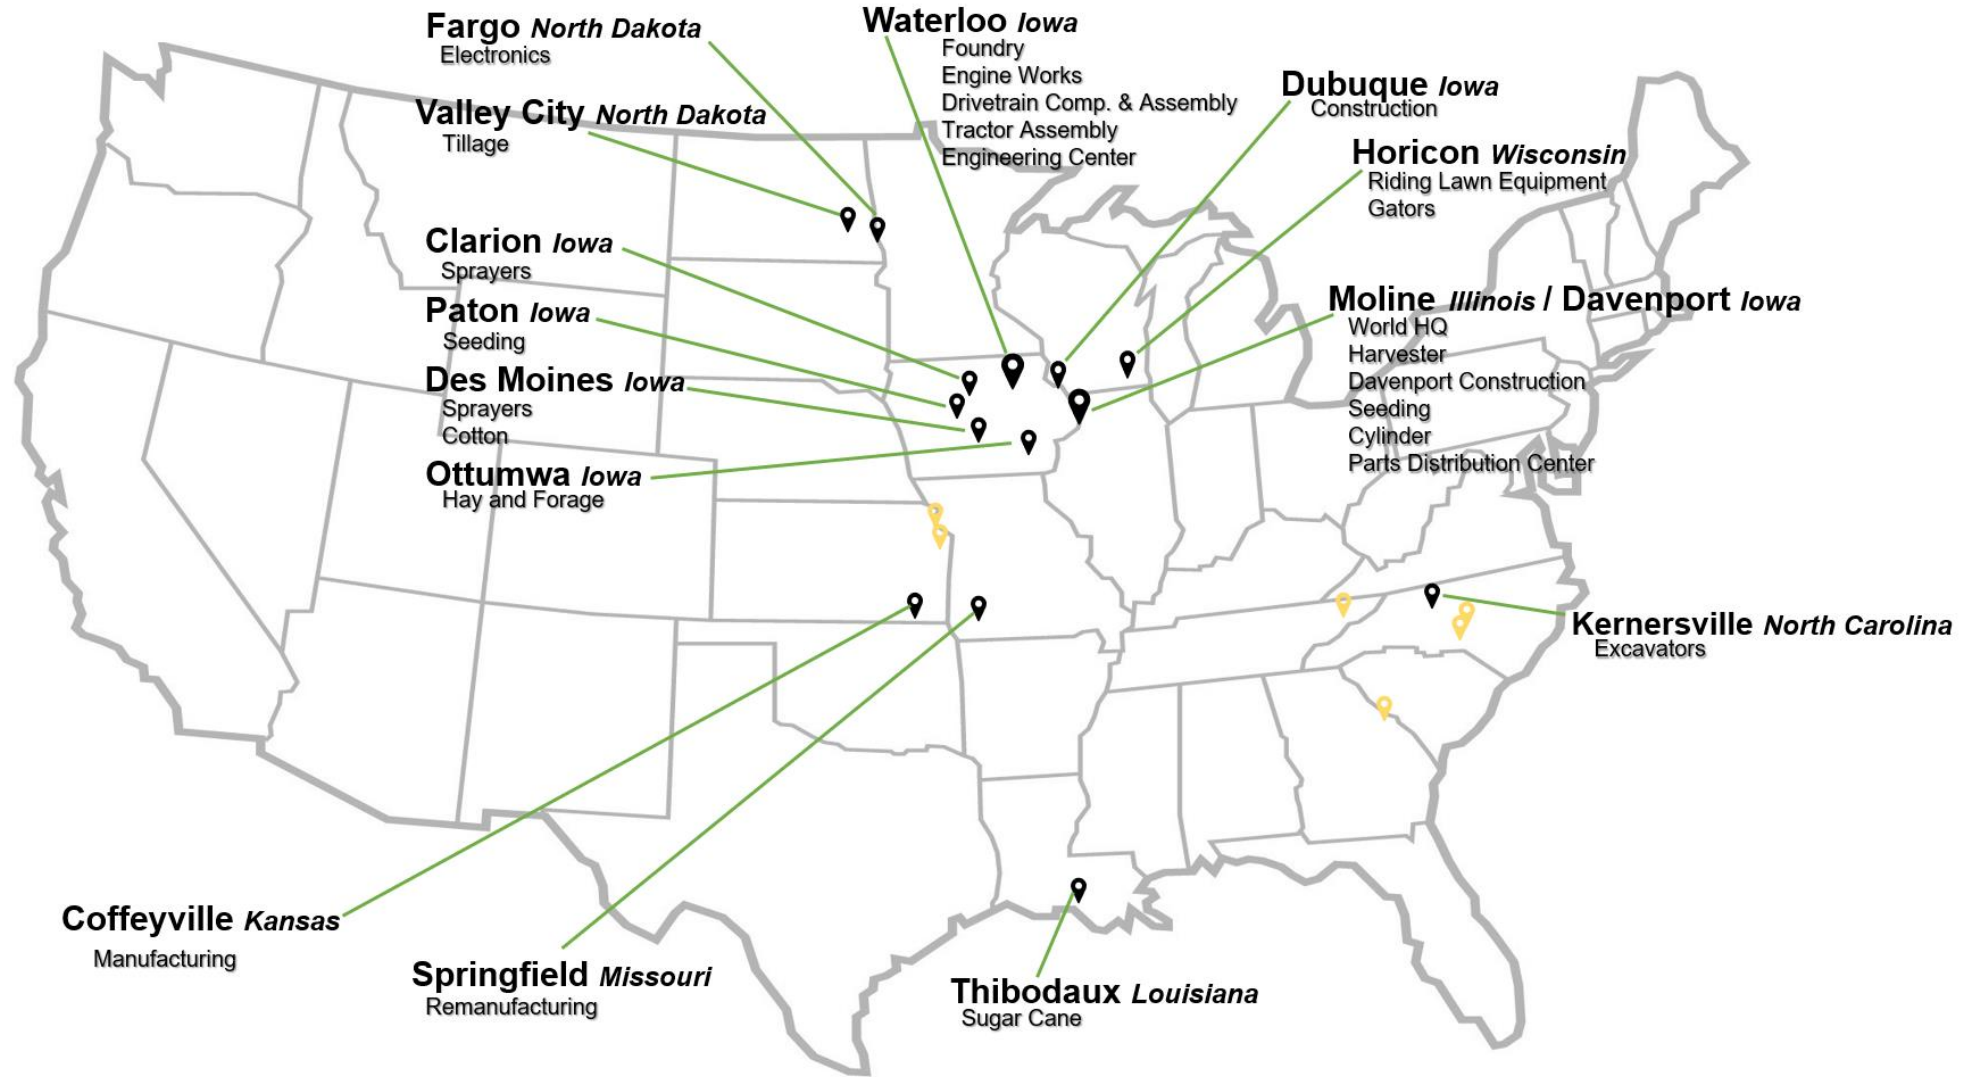 Fargo North Dakota
Electronics
Valley City North Dakota
Tillage
Clarion Iowa
Sprayers
Paton Iowa
Seeding
Des Moines Iowa
Sprayers
Cotton
Ottumwa Iowa
Hay and Forage
Waterloo Iowa
Foundry
Engine Works
Drivetrain Comp. & Assembly
Tractor Assembly
Engineering Center
Dubuque Iowa
Construction
Horicon Wisconsin
Riding Lawn Equipment
Gators
Moline Illinois / Davenport Iowa
World HQ
Harvester
Davenport Construction
Seeding
Cylinder
Parts Distribution Center
Kernersville North Carolina
Excavators
Coffeyville Kansas
Manufacturing
Springfield Missouri
Remanufacturing
Thibodaux Louisiana
Sugar Cane